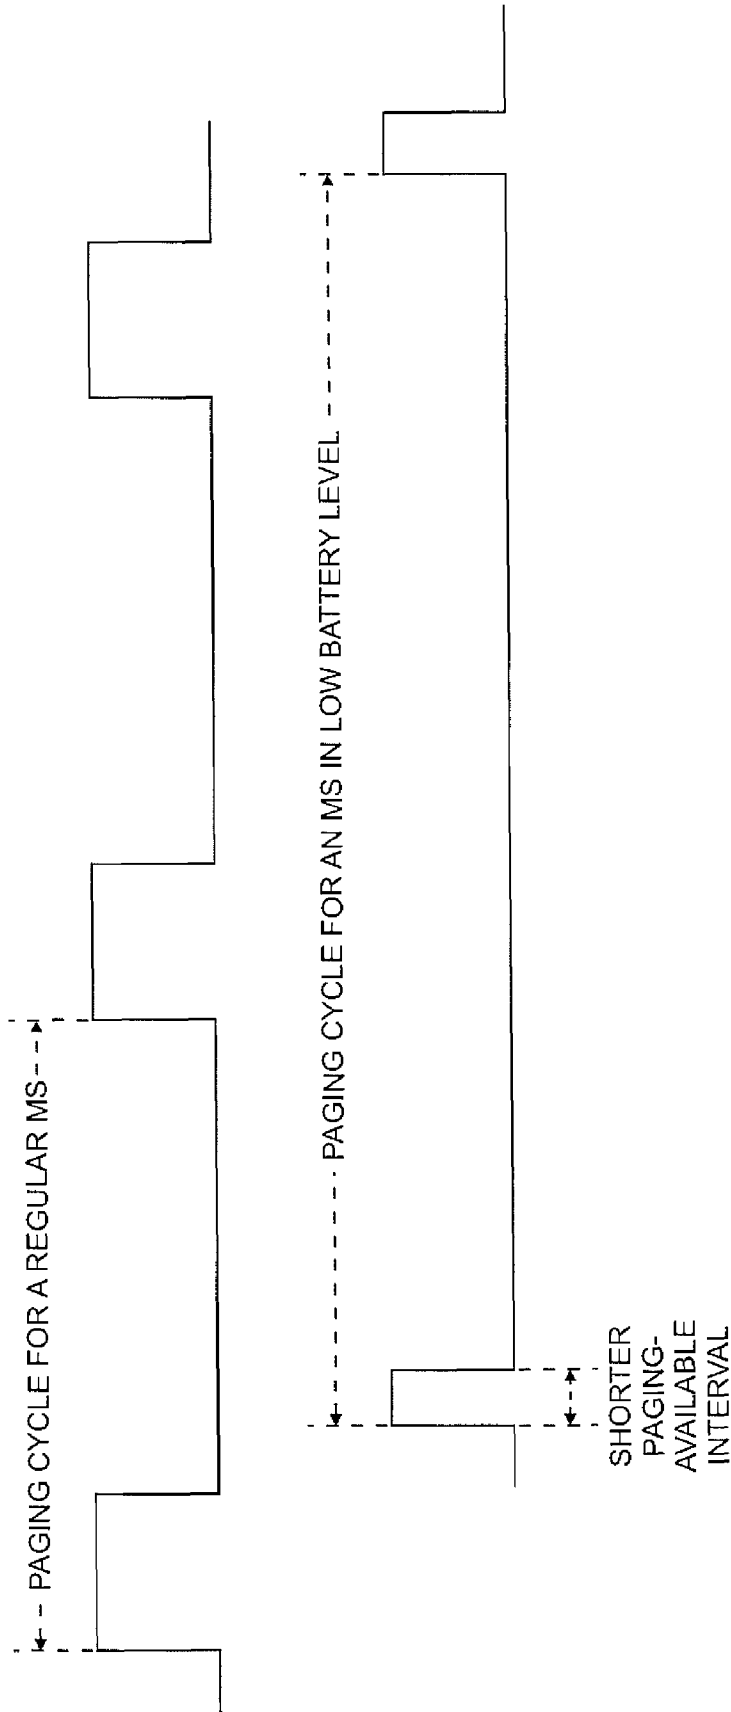 PAGING CYCLE FOR A REGULAR MS
PAGING CYCLE FOR AN MS IN LOW BATTERY LEVEL
SHORTER
PAGING-
AVAILABLE
INTERVAL